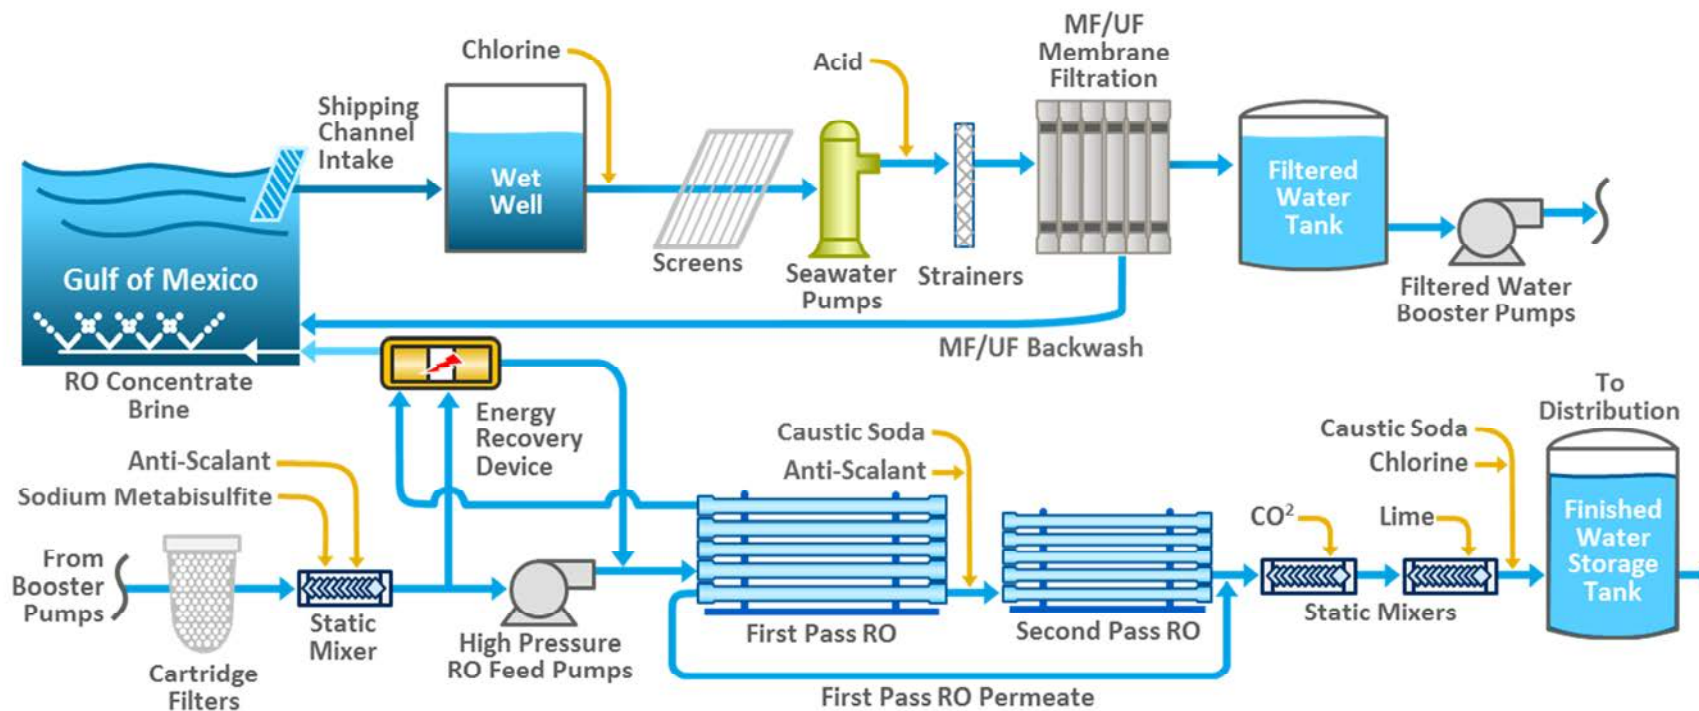 Chlorine
Shipping
Channel
Intake
Wet
Well
Screens
Acid
Seawater
Pumps
Strainers
MF/UF
Membrane
Filtration
Filtered
Water
Tank
Filtered Water
Booster Pumps
Gulf of Mexico
MF/UF Backwash
RO Concentrate
Brine
Energy
Recovery
Device
Anti-Scalant
Sodium Metabisulfite
From
Booster
Pumps
Cartridge
Filters
Static
Mixer
High Pressure
RO Feed Pumps
Caustic Soda
Anti-Scalant
First Pass RO
Second Pass RO
First Pass RO Permeate
CO²
Lime
Static Mixers
Caustic Soda
Chlorine
To
Distribution
Finished
Water
Storage
Tank